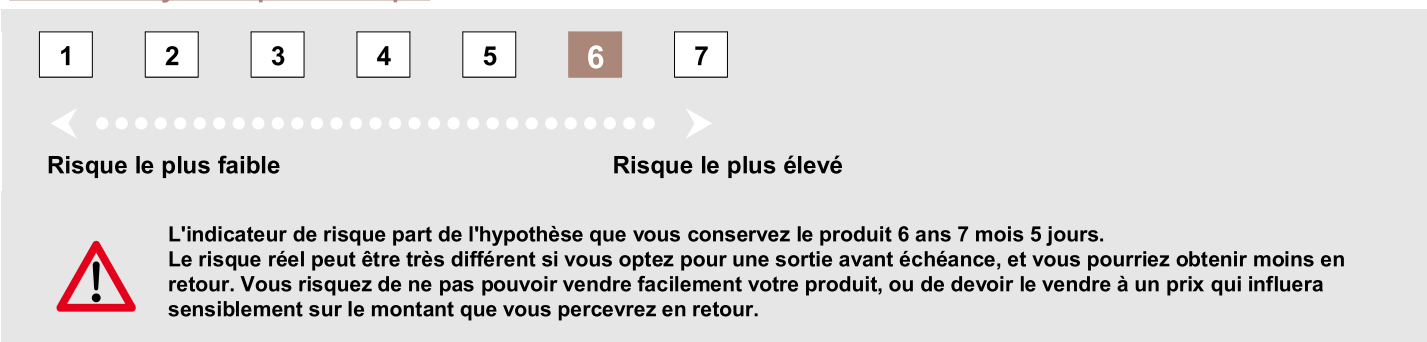 1 2 3 4 5 6 7
Risque le plus faible Risque le plus élevé
L'indicateur de risque part de l'hypothèse que vous conservez le produit 6 ans 7 mois 5 jours.
Le risque réel peut être très différent si vous optez pour une sortie avant échéance, et vous pourriez obtenir moins en
retour. Vous risquez de ne pas pouvoir vendre facilement votre produit, ou de devoir le vendre à un prix qui influera
sensiblement sur le montant que vous percevrez en retour.